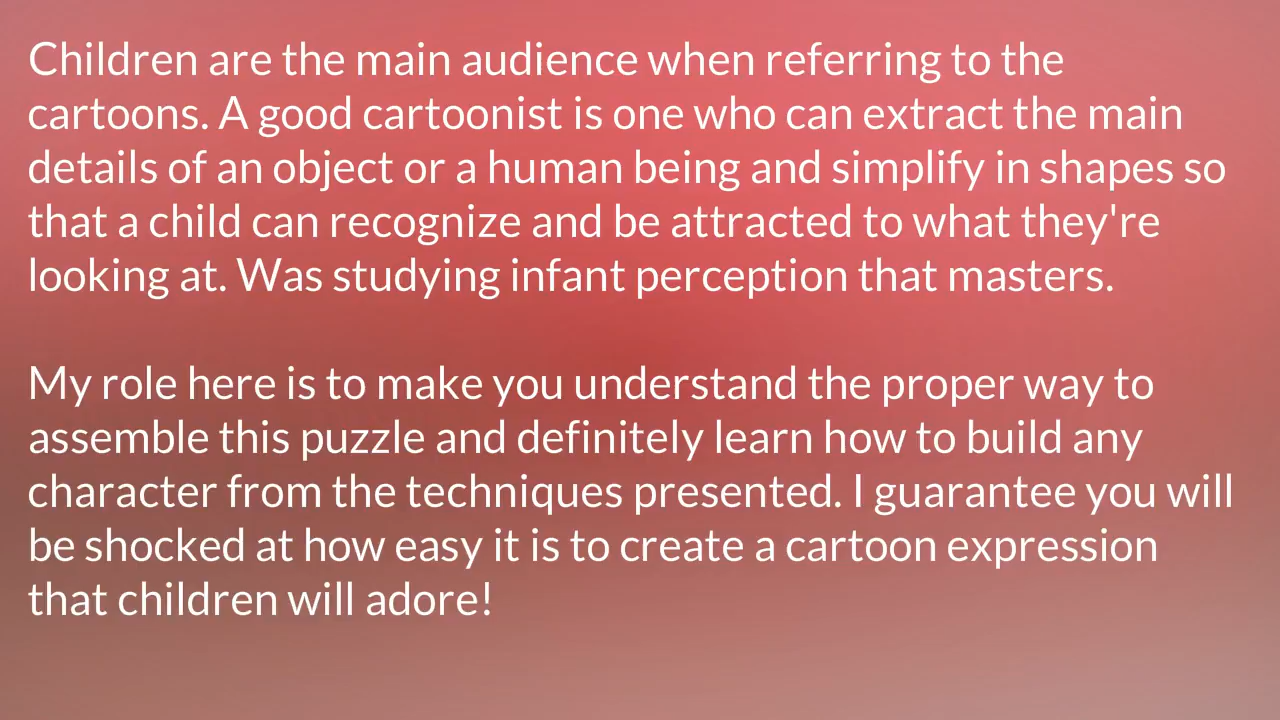 Children are the main audience when referring to the
cartoons. A good cartoonist is one who can extract the main
details of an object or a human being and simplify in shapes so
that a child can recognize and be attracted to what they're
looking at. Was studying infant perception that masters.
My role here is to make you understand the proper way to
assemble this puzzle and definitely learn how to build any
character from the techniques presented. I guarantee you will
be shocked at how easy it is to create a cartoon expression
that children will adore!